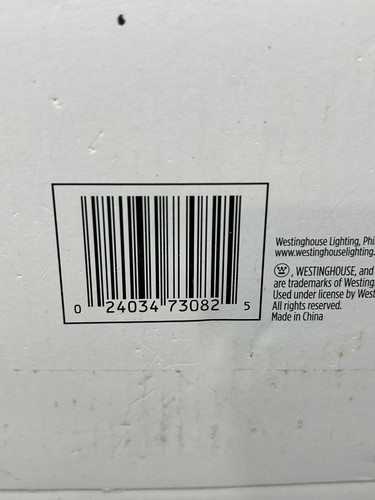 0 24034 73082 5
Westinghouse Lighting, Phi
www.westinghouselighting.
W, WESTINGHOUSE, and
are trademarks of Westing
Used under license by West
All rights reserved.
Made in China